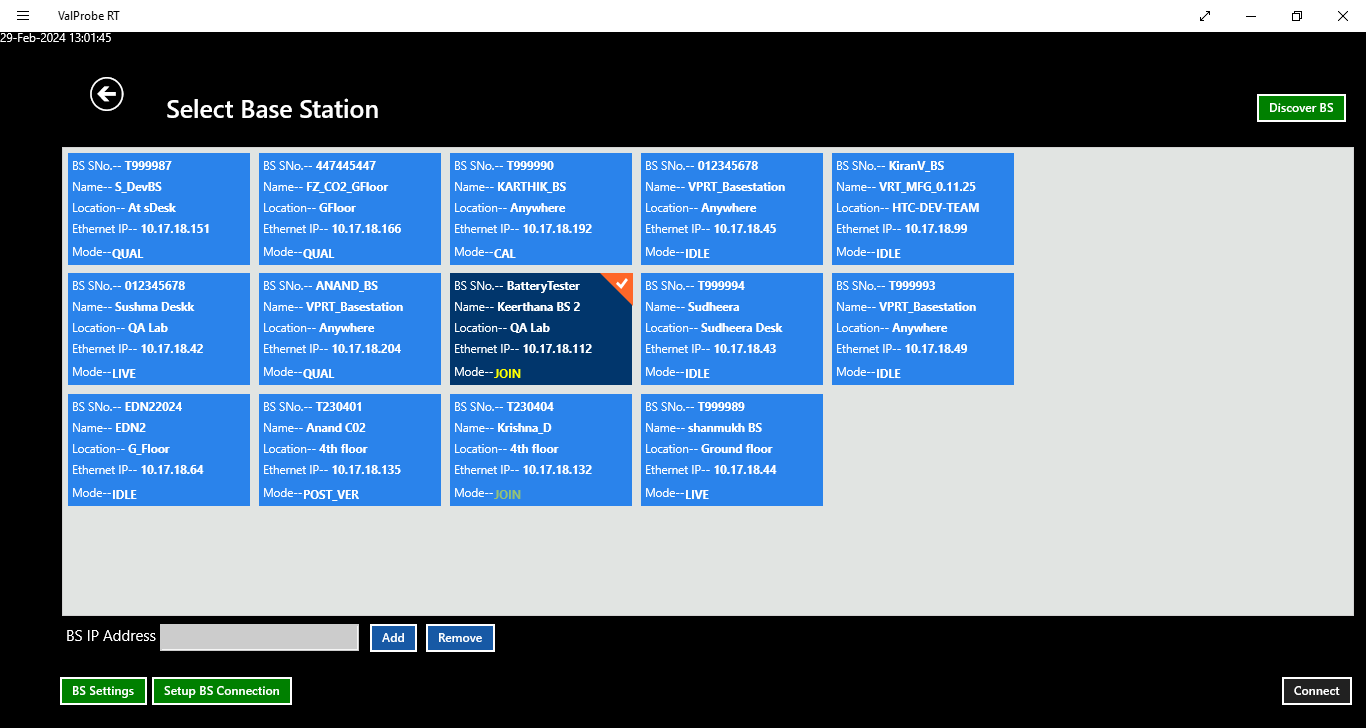 ValProbe RT
29-Feb-2024 13:01:45
Select Base Station
Discover BS
BS SNo.-- T999987
Name-- S_DevBS
Location-- At sDesk
Ethernet IP-- 10.17.18.151
Mode--QUAL
BS SNo.-- 447445447
Name-- FZ_CO2_GFloor
Location-- GFloor
Ethernet IP-- 10.17.18.166
Mode--QUAL
BS SNo.-- T999990
Name-- KARTHIK_BS
Location-- Anywhere
Ethernet IP-- 10.17.18.192
Mode--CAL
BS SNo.-- 012345678
Name-- VPRT_Basestation
Location-- Anywhere
Ethernet IP-- 10.17.18.45
Mode--IDLE
BS SNo.-- KiranV_BS
Name-- VRT_MFG_0.11.25
Location-- HTC-DEV-TEAM
Ethernet IP-- 10.17.18.99
Mode--IDLE
BS SNo.-- 012345678
Name-- Sushma Deskk
Location-- QA Lab
Ethernet IP-- 10.17.18.42
Mode--LIVE
BS SNo.-- ANAND_BS
Name-- VPRT_Basestation
Location-- Anywhere
Ethernet IP-- 10.17.18.204
Mode--QUAL
BS SNo.-- BatteryTester
Name-- Keerthana BS 2
Location-- QA Lab
Ethernet IP-- 10.17.18.112
Mode--JOIN
BS SNo.-- T999994
Name-- Sudheera
Location-- Sudheera Desk
Ethernet IP-- 10.17.18.43
Mode--IDLE
BS SNo.-- T999993
Name-- VPRT_Basestation
Location-- Anywhere
Ethernet IP-- 10.17.18.49
Mode--IDLE
BS SNo.-- EDN22024
Name-- EDN2
Location-- G_Floor
Ethernet IP-- 10.17.18.64
Mode--IDLE
BS SNo.-- T230401
Name-- Anand C02
Location-- 4th floor
Ethernet IP-- 10.17.18.135
Mode--POST_VER
BS SNo.-- T230404
Name-- Krishna_D
Location-- 4th floor
Ethernet IP-- 10.17.18.132
Mode--JOIN
BS SNo.-- T999989
Name-- shanmukh BS
Location-- Ground floor
Ethernet IP-- 10.17.18.44
Mode--LIVE
BS IP Address
Add
Remove
BS Settings
Setup BS Connection
Connect